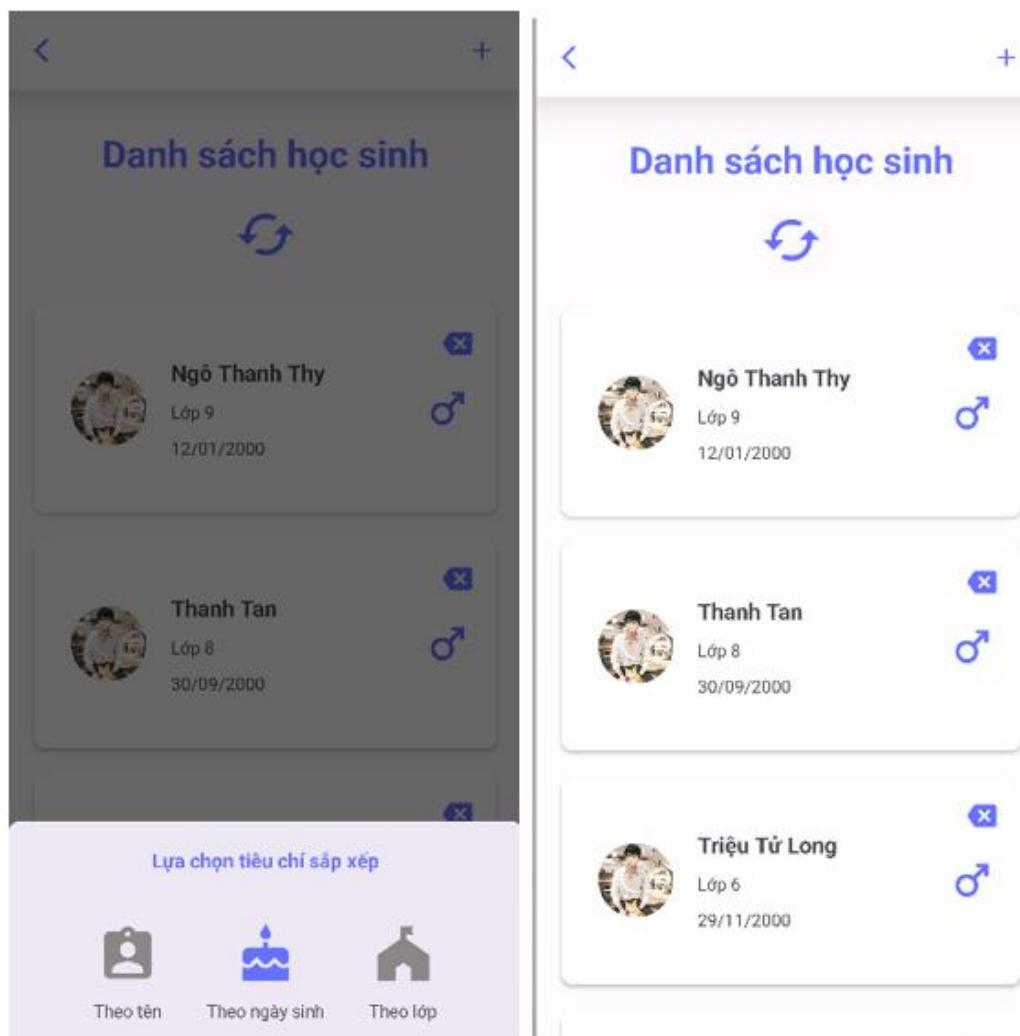 Danh sách học sinh
Ngô Thanh Thy
Lớp 9
12/01/2000
Thanh Tan
Lớp 8
30/09/2000
Lựa chọn tiêu chí sắp xếp
Theo tên
Theo ngày sinh
Theo lớp
Danh sách học sinh
Ngô Thanh Thy
Lớp 9
12/01/2000
Thanh Tan
Lớp 8
30/09/2000
Triệu Tử Long
Lớp 6
29/11/2000